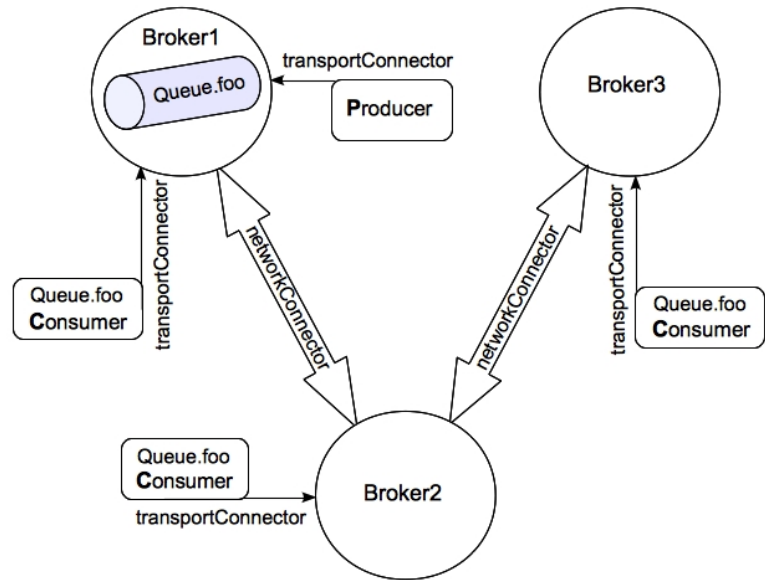 Broker1
Queue.foo
transportConnector
Producer
Broker3
transportConnector
Queue.foo
Consumer
networkConnector
networkConnector
transportConnector
Queue.foo
Consumer
Queue.foo
Consumer
transportConnector
Broker2